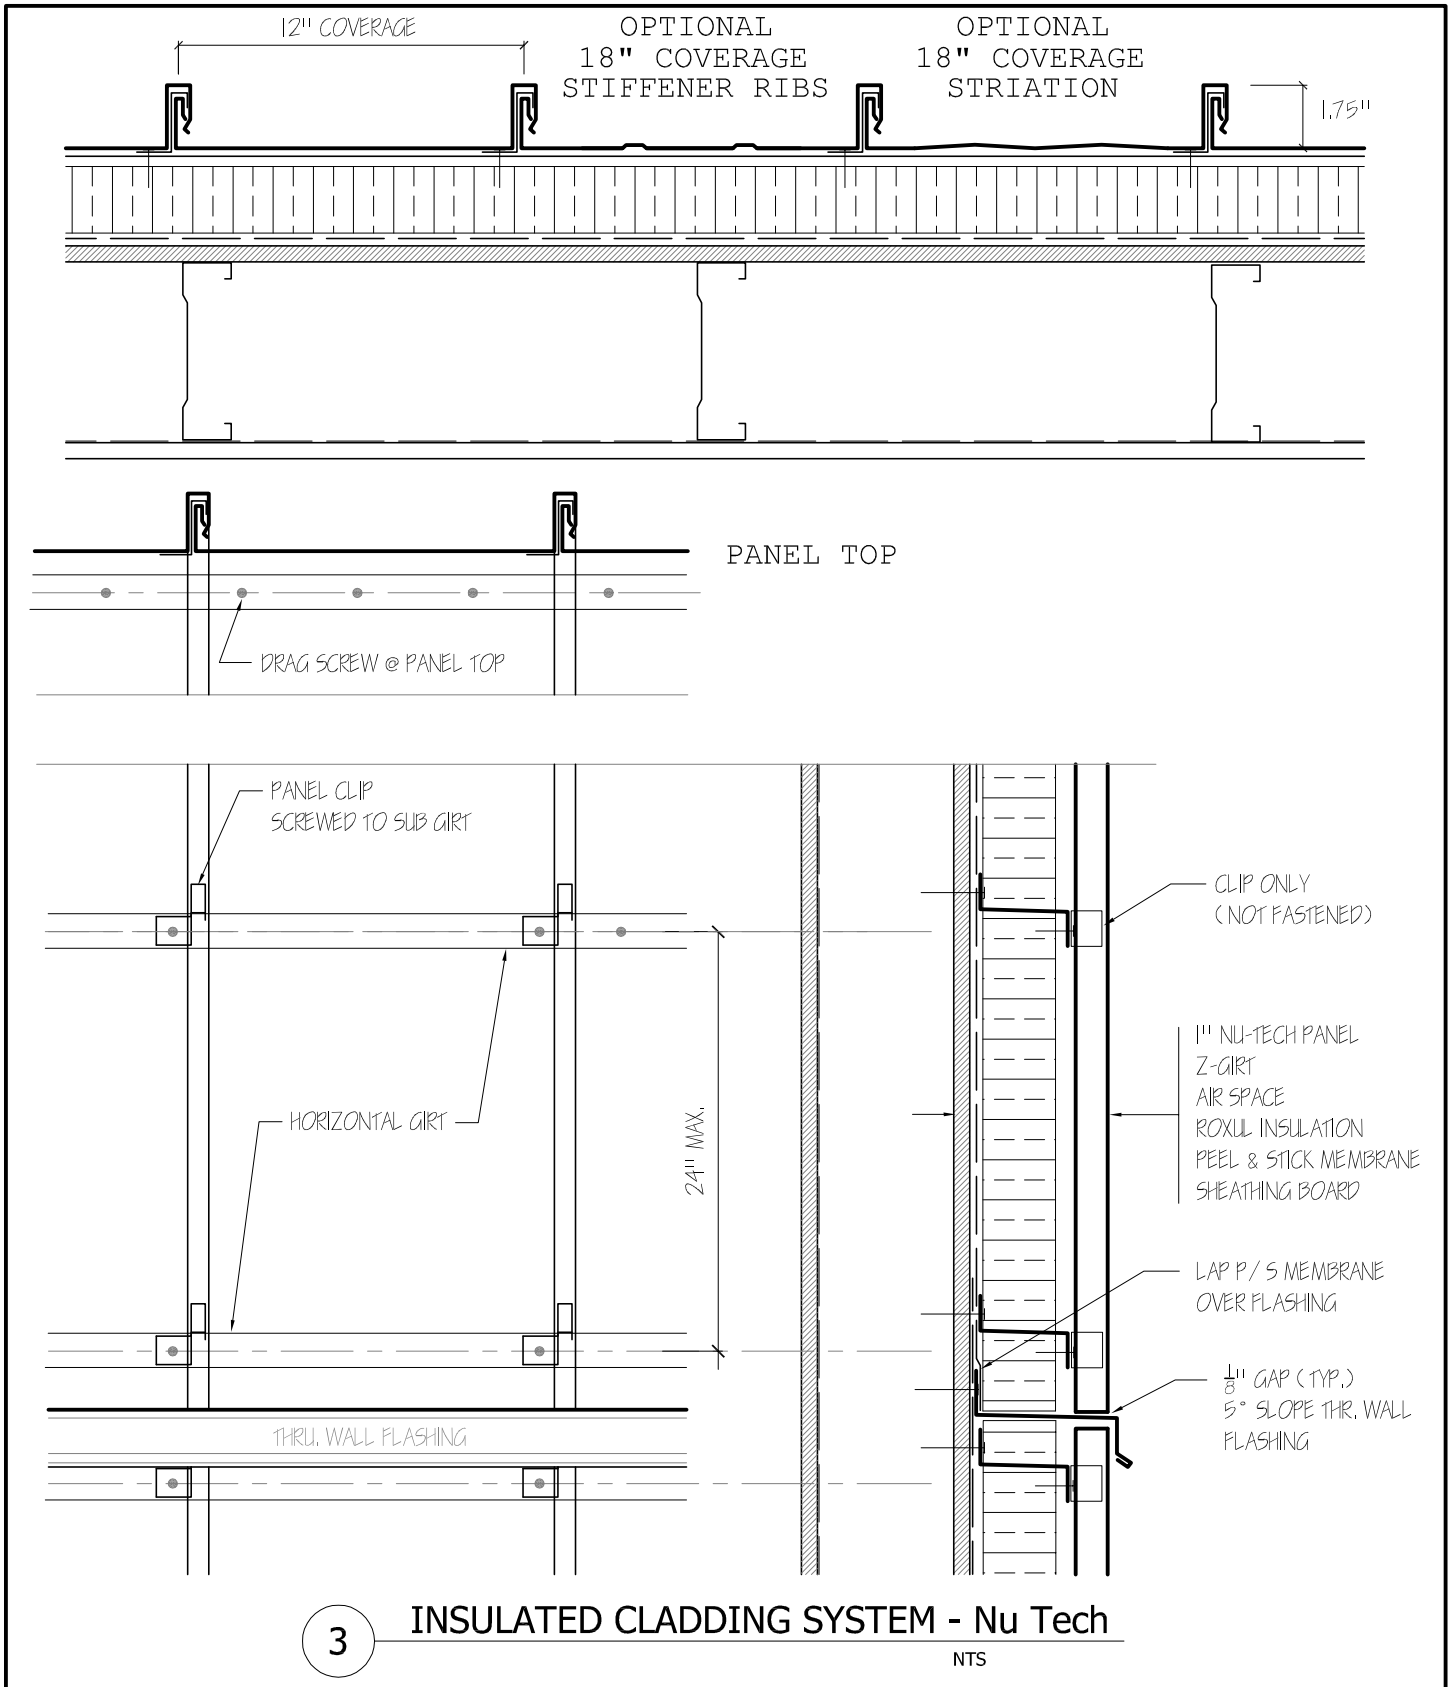 12" COVERAGE
OPTIONAL
18" COVERAGE
STIFFENER RIBS
OPTIONAL
18" COVERAGE
STRIATION
1.75"
PANEL TOP
DRAG SCREW @ PANEL TOP
PANEL CLIP
SCREWED TO SUB GIRT
CLIP ONLY
( NOT FASTENED)
HORIZONTAL GIRT
24" MAX.
1" NU-TECH PANEL
Z-GIRT
AIR SPACE
ROXUL INSULATION
PEEL & STICK MEMBRANE
SHEATHING BOARD
LAP P/ S MEMBRANE
OVER FLASHING
1/8" GAP ( TYP.)
5° SLOPE THR. WALL
FLASHING
THRU. WALL FLASHING
3
INSULATED CLADDING SYSTEM - Nu Tech
NTS